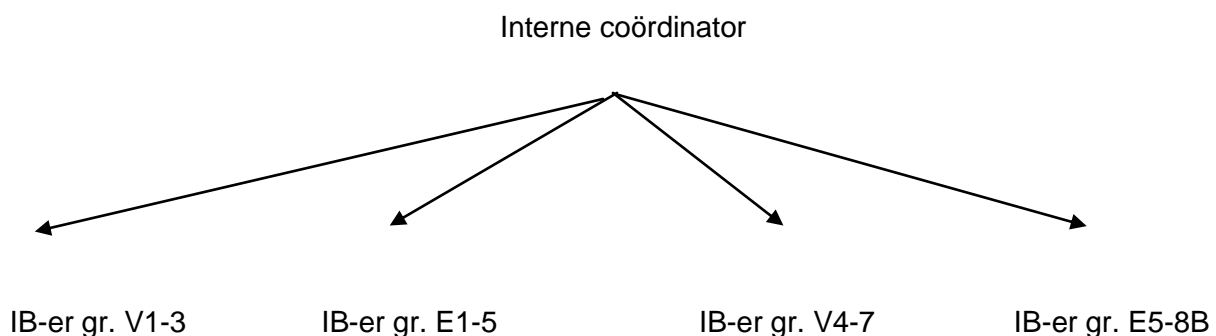 Interne coördinator
IB-er gr. V1-3 IB-er gr. E1-5 IB-er gr. V4-7 IB-er gr. E5-8B